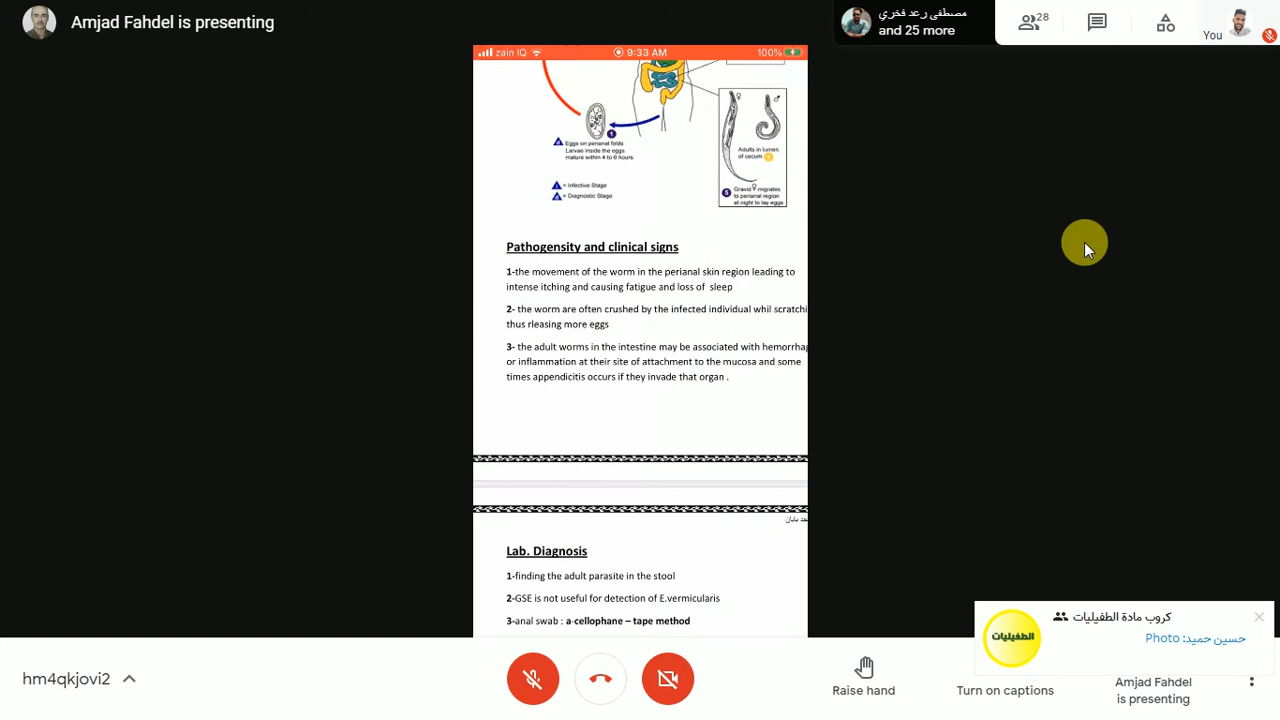 Amjad Fahdel is presenting
مصطفى رعد فخري
and 25 more
28
You
zain IQ
9:33 AM
100%
1
Eggs on perianal folds
Larvae inside the eggs
mature within 4 to 6 hours.
i = Infective Stage
d = Diagnostic Stage
Adults in lumen
of cecum 4
5 Gravid ♀ migrates
to perianal region
at night to lay eggs
Pathogensity and clinical signs
1-the movement of the worm in the perianal skin region leading to
intense itching and causing fatigue and loss of sleep
2- the worm are often crushed by the infected individual whil scratchi
thus rleasing more eggs
3- the adult worms in the intestine may be associated with hemorrhag
or inflammation at their site of attachment to the mucosa and some
times appendicitis occurs if they invade that organ .
بابان
Lab. Diagnosis
1-finding the adult parasite in the stool
2-GSE is not useful for detection of E.vermicularis
3-anal swab : a-cellophane – tape method
الطفيليات
كروب مادة الطفيليات
حسين حميد: Photo
hm4qkjovi2
Raise hand
Turn on captions
Amjad Fahdel
is presenting